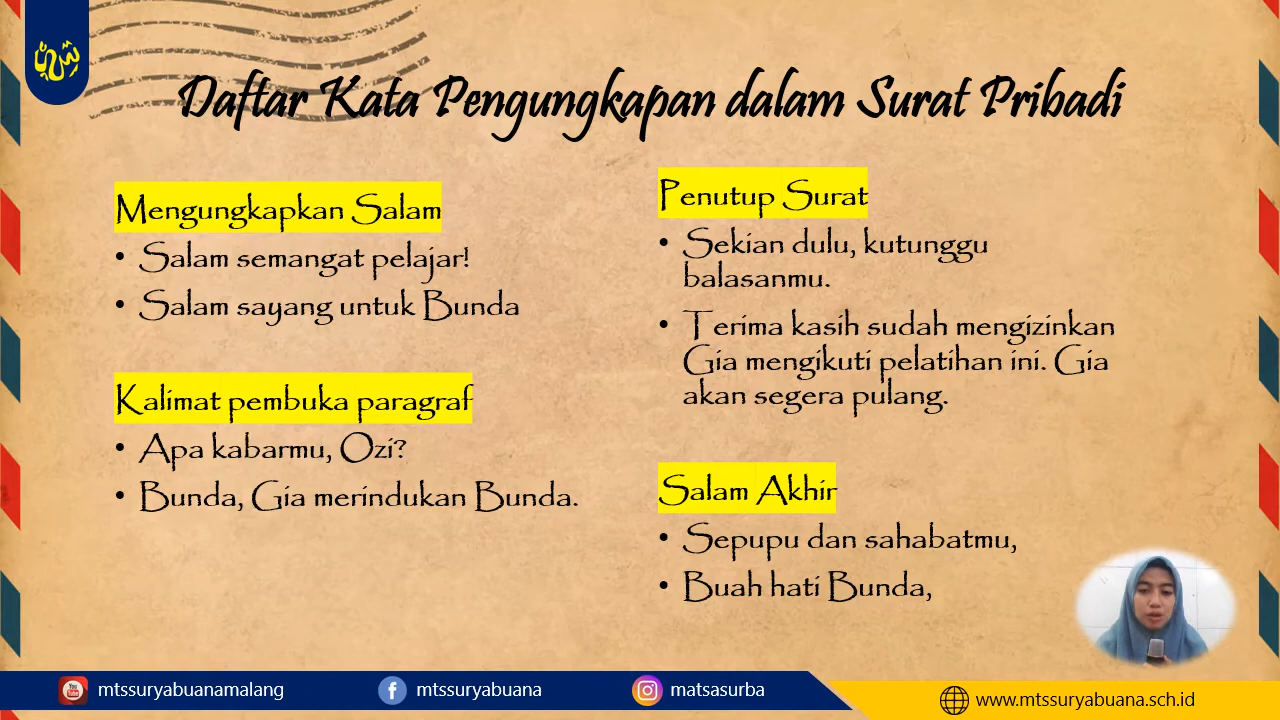 Daftar Kata Pengungkapan dalam Surat Pribadi
Mengungkapkan Salam
• Salam semangat pelajar!
• Salam sayang untuk Bunda
Kalimat pembuka paragraf
• Apa kabarmu, Ozi?
• Bunda, Gia merindukan Bunda.
Penutup Surat
• Sekian dulu, kutunggu
balasanmu.
• Terima kasih sudah mengizinkan
Gia mengikuti pelatihan ini. Gia
akan segera pulang.
Salam Akhir
• Sepupu dan sahabatmu,
• Buah hati Bunda,
mtssuryabuanamalang
mtssuryabuana
matsasurba
www.mtssuryabuana.sch.id